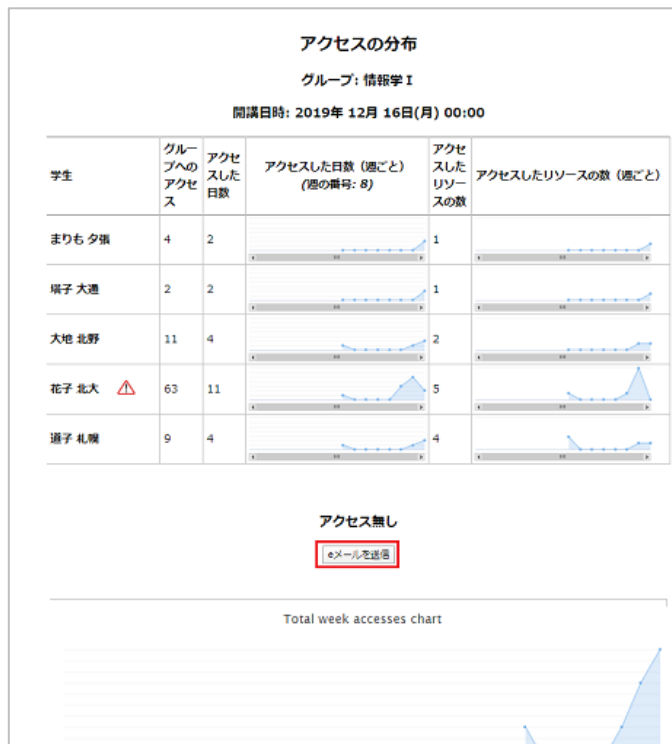 アクセスの分布
グループ: 情報学 I
開講日時: 2019年 12月 16日(月) 00:00
学生
グルー
プへの
アクセ
ス
アクセ
スした
日数
アクセスした日数（週ごと）
(週の番号: 8)
アクセ
スした
リソー
スの数
アクセスしたリソースの数（週ごと）
まりも 夕張
4
2
1
塔子 大通
2
2
1
大地 北野
11
4
2
花子 北大
63
11
5
道子 札幌
9
4
4
アクセス無し
eメールを送信
Total week accesses chart